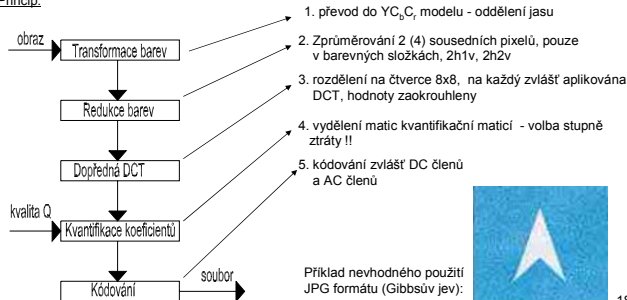 Princip:
obraz
Transformace barev
Redukce barev
Dopředná DCT
kvalita Q
Kvantifikace koeficientů
Kódování
soubor
1. převod do YCbCr modelu - oddělení jasu
2. Zprůměrování 2 (4) sousedních pixelů, pouze
v barevných složkách, 2h1v, 2h2v
3. rozdělení na čtverce 8x8, na každý zvlášť aplikována
DCT, hodnoty zaokrouhleny
4. vydělení matic kvantifikační maticí - volba stupně
ztráty !!
5. kódování zvlášť DC členů
a AC členů
Příklad nevhodného použití
JPG formátu (Gibbsův jev):